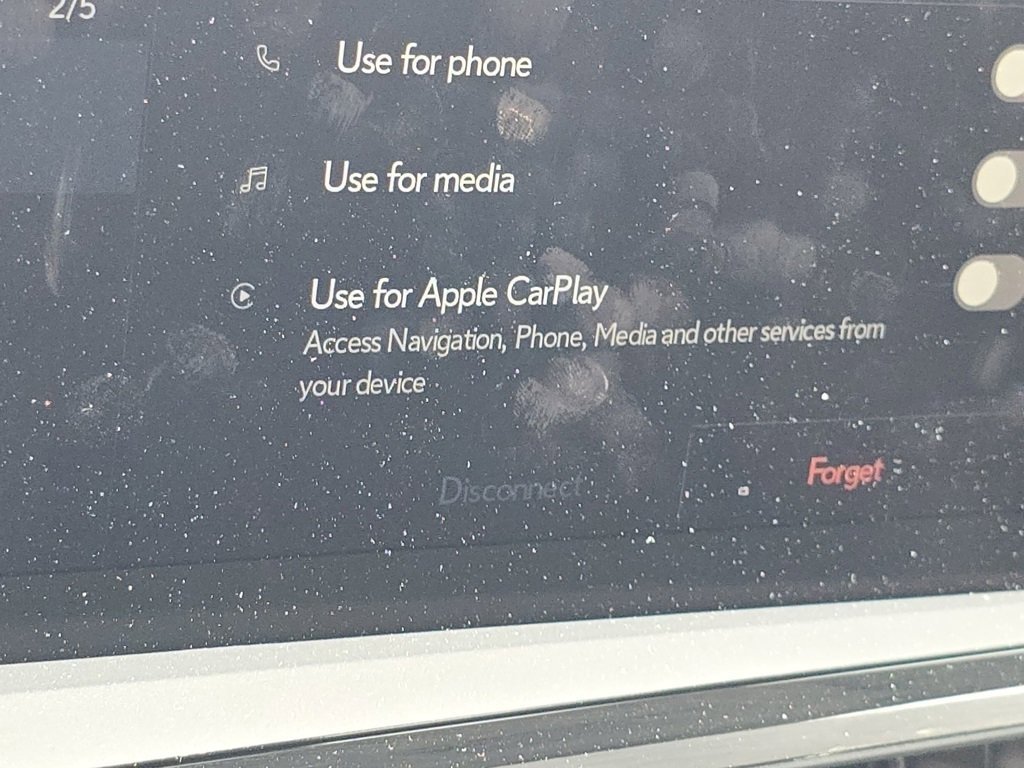 2/5
Use for phone
Use for media
Use for Apple CarPlay
Access Navigation, Phone, Media and other services from
your device
Disconnect
Forget